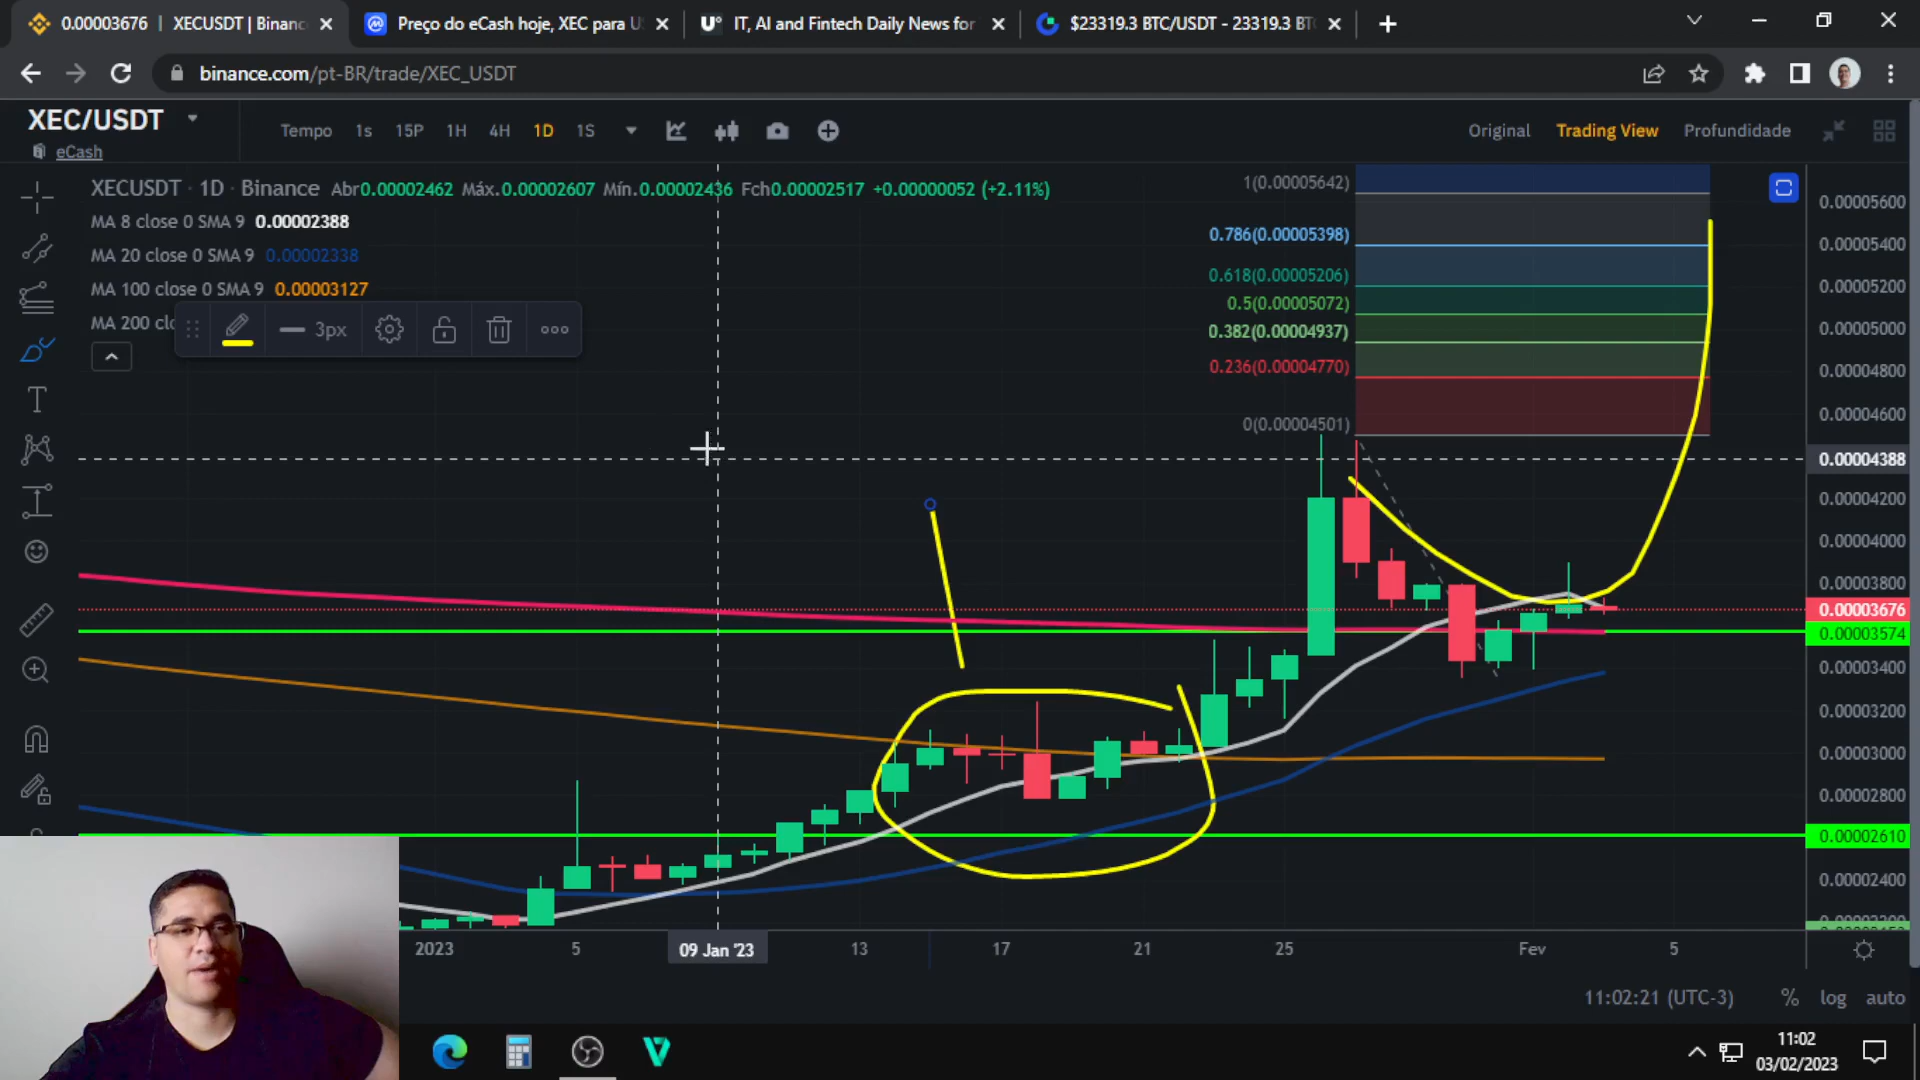 0.00003676 | XECUSDT | Binanc
Preço do eCash hoje, XEC para U
U° IT, AI and Fintech Daily News for
$23319.3 BTC/USDT - 23319.3 BT
binance.com/pt-BR/trade/XEC_USDT
XEC/USDT
eCash
Tempo 1s 15P 1H 4H 1D 1S
Original Trading View Profundidade
XECUSDT · 1D · Binance Abr0.00002462 Máx.0.00002607 Mín.0.00002436 Fch0.00002517 +0.00000052 (+2.11%)
MA 8 close 0 SMA 9 0.00002388
MA 20 close 0 SMA 9 0.00002338
MA 100 close 0 SMA 9 0.00003127
MA 200 clo
3px
1(0.00005642)
0.786(0.00005398)
0.618(0.00005206)
0.5(0.00005072)
0.382(0.00004937)
0.236(0.00004770)
0(0.00004501)
0.00005600
0.00005400
0.00005200
0.00005000
0.00004800
0.00004600
0.00004388
0.00004200
0.00004000
0.00003800
0.00003676
0.00003574
0.00003400
0.00003200
0.00003000
0.00002800
0.00002610
0.00002400
2023 5 09 Jan '23 13 17 21 25 Fev 5
11:02:21 (UTC-3) % log auto
11:02
03/02/2023